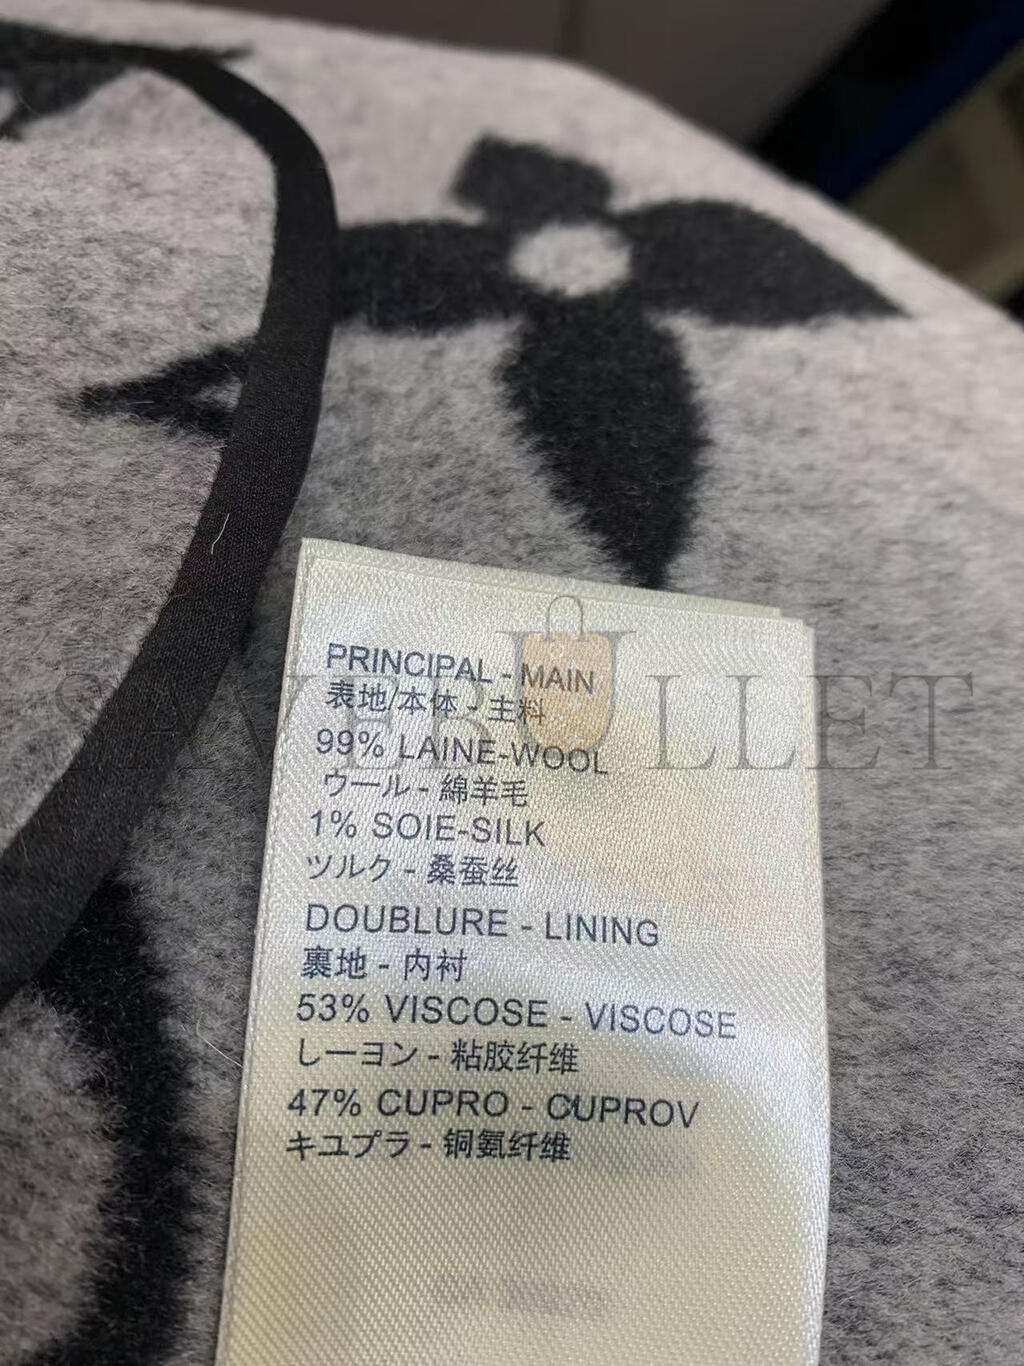 PRINCIPAL - MAIN
表地/本体 - 主料
99% LAINE-WOOL
ウール - 綿羊毛
1% SOIE-SILK
ツルク - 桑蚕丝
DOUBLURE - LINING
裏地 - 内衬
53% VISCOSE - VISCOSE
しーヨン - 粘胶纤维
47% CUPRO - CUPROV
キユプラ - 铜氨纤维
SAVEBULLET